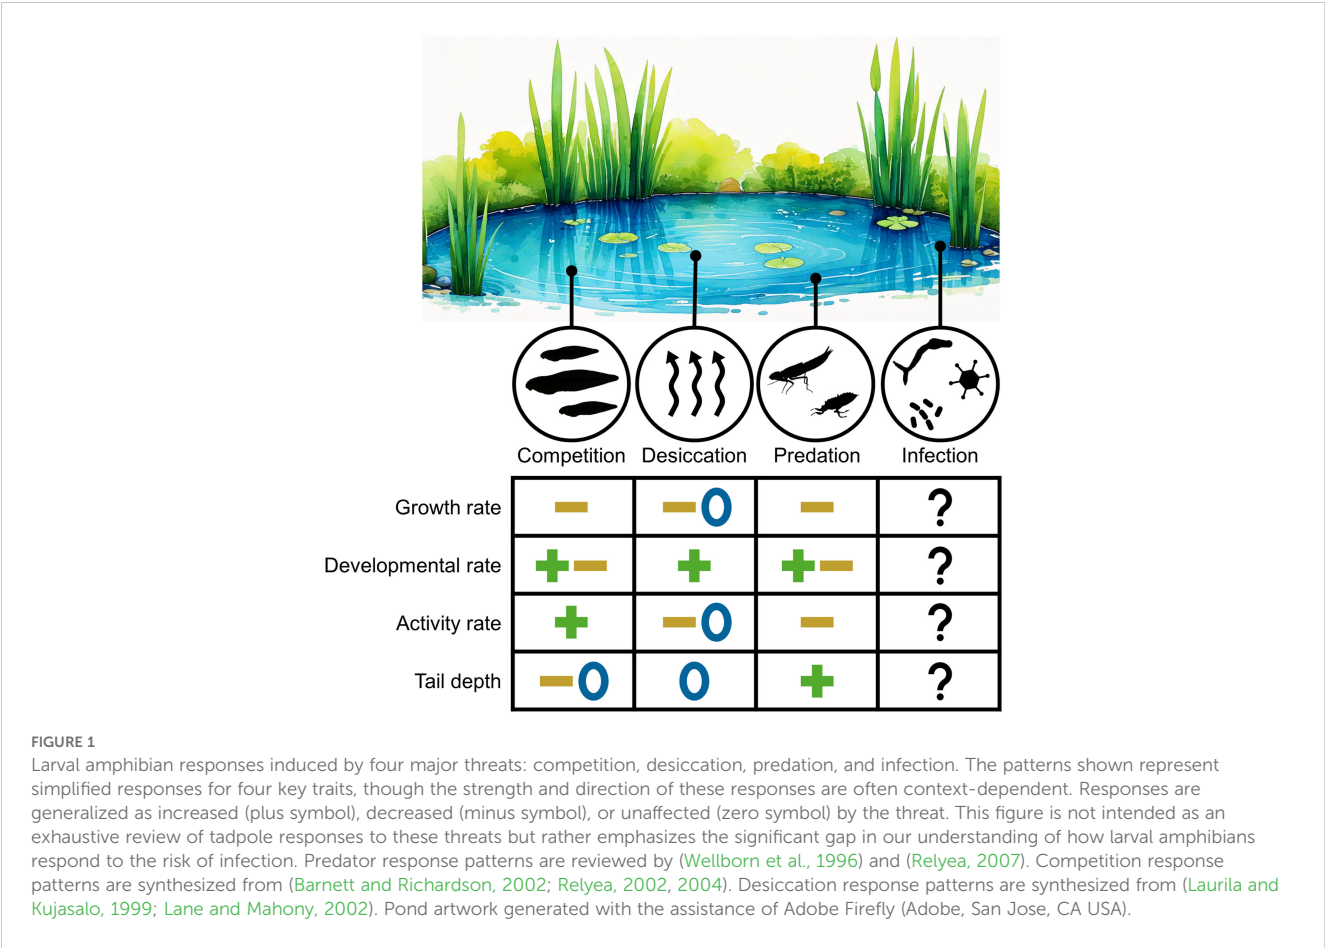 Competition Desiccation Predation Infection
Growth rate − − 0 − ?
Developmental rate + − + + − ?
Activity rate + − 0 − ?
Tail depth − 0 0 + ?
FIGURE 1
Larval amphibian responses induced by four major threats: competition, desiccation, predation, and infection. The patterns shown represent
simplified responses for four key traits, though the strength and direction of these responses are often context-dependent. Responses are
generalized as increased (plus symbol), decreased (minus symbol), or unaffected (zero symbol) by the threat. This figure is not intended as an
exhaustive review of tadpole responses to these threats but rather emphasizes the significant gap in our understanding of how larval amphibians
respond to the risk of infection. Predator response patterns are reviewed by (Wellborn et al., 1996) and (Relyea, 2007). Competition response
patterns are synthesized from (Barnett and Richardson, 2002; Relyea, 2002, 2004). Desiccation response patterns are synthesized from (Laurila and
Kujasalo, 1999; Lane and Mahony, 2002). Pond artwork generated with the assistance of Adobe Firefly (Adobe, San Jose, CA USA).